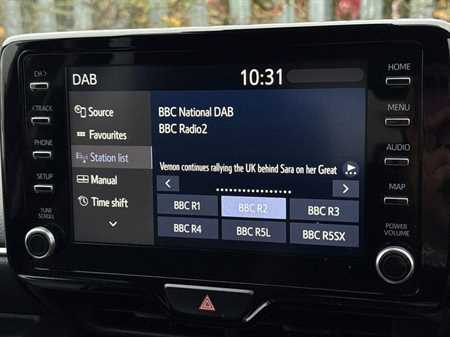 DAB
10:31
CH>
<TRACK
PHONE
SETUP
TUNE
SCROLL
HOME
MENU
AUDIO
MAP
POWER
VOLUME
Source
Favourites
Station list
Manual
Time shift
BBC National DAB
BBC Radio2
Vernon continues rallying the UK behind Sara on her Great
BBC R1
BBC R2
BBC R3
BBC R4
BBC R5L
BBC R5SX